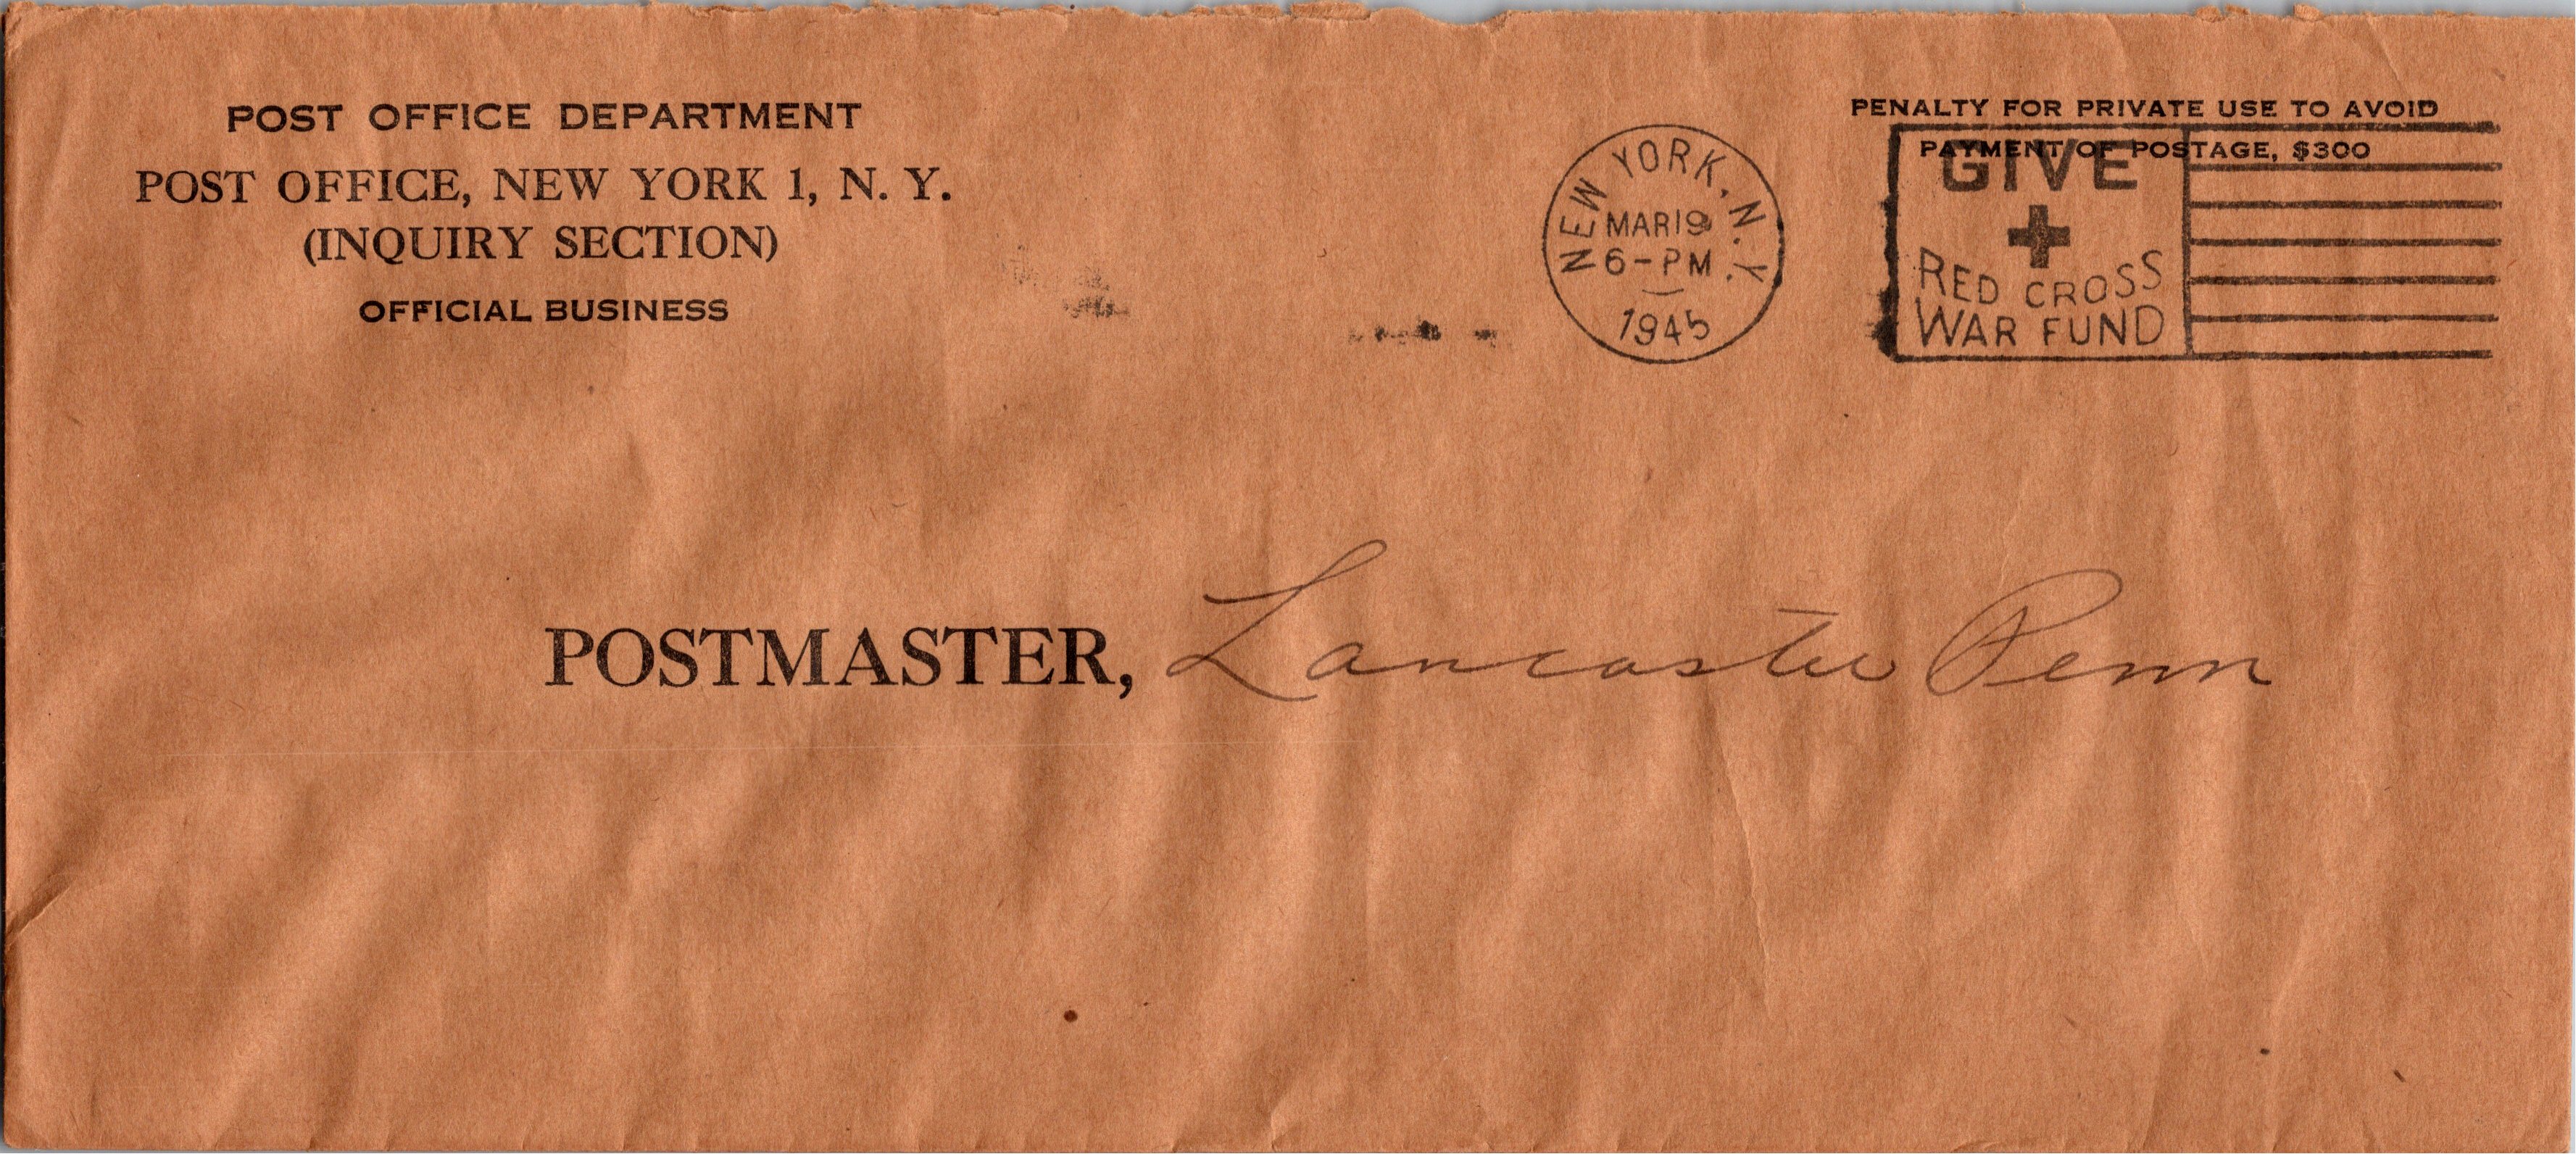 POST OFFICE DEPARTMENT
POST OFFICE, NEW YORK 1, N. Y.
(INQUIRY SECTION)
OFFICIAL BUSINESS
NEW YORK, N.Y.
MAR 19
6-PM
1945
PENALTY FOR PRIVATE USE TO AVOID
PAYMENT OF POSTAGE, $300
GIVE
RED CROSS
WAR FUND
POSTMASTER, Lancaster Penn